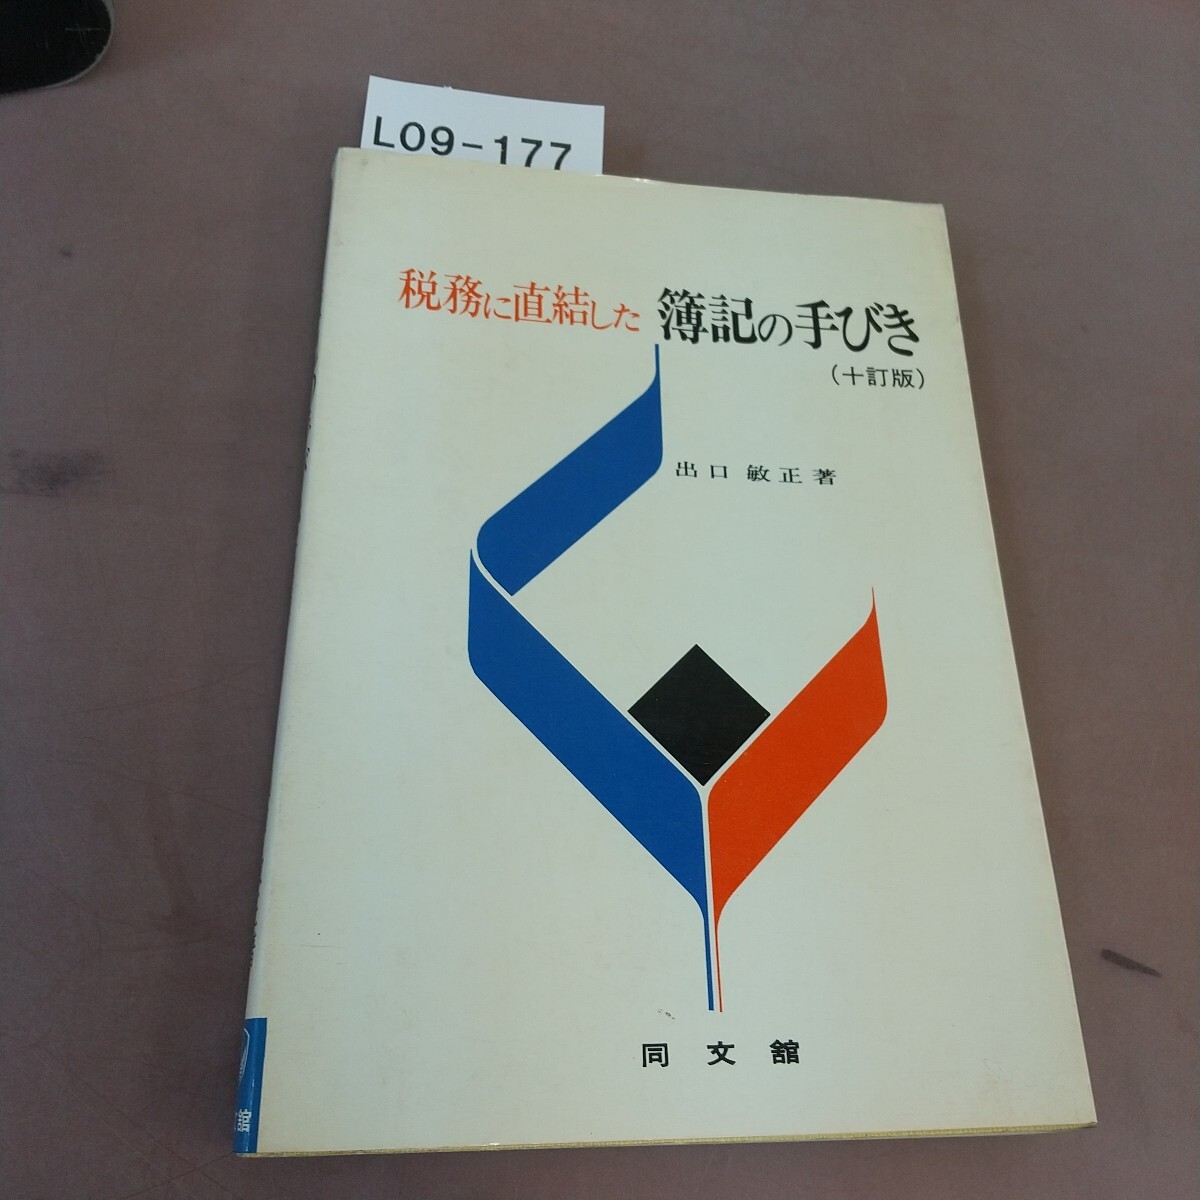 L09-177
税務に直結した 簿記の手びき
(十訂版)
出口 敏正著
同文舘
舘